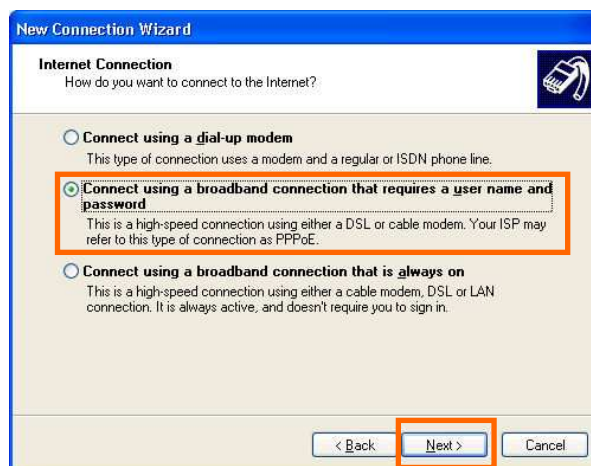 New Connection Wizard
Internet Connection
How do you want to connect to the Internet?
Connect using a dial-up modem
This type of connection uses a modem and a regular or ISDN phone line.
Connect using a broadband connection that requires a user name and
password
This is a high-speed connection using either a DSL or cable modem. Your ISP may
refer to this type of connection as PPPoE.
Connect using a broadband connection that is always on
This is a high-speed connection using either a cable modem, DSL or LAN
connection. It is always active, and doesn't require you to sign in.
< Back Next > Cancel